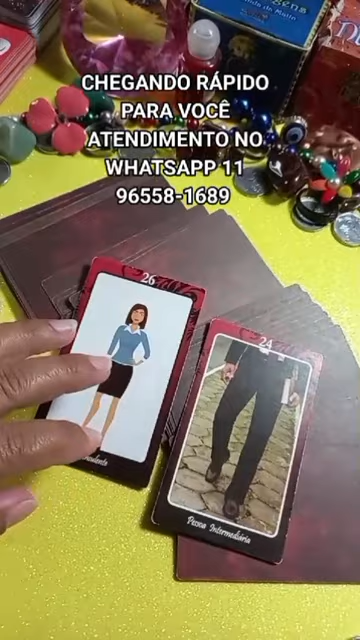 CHEGANDO RÁPIDO
PARA VOCÊ
ATENDIMENTO NO
WHATSAPP 11
96558-1689
26
24
Pessoa Intermediária